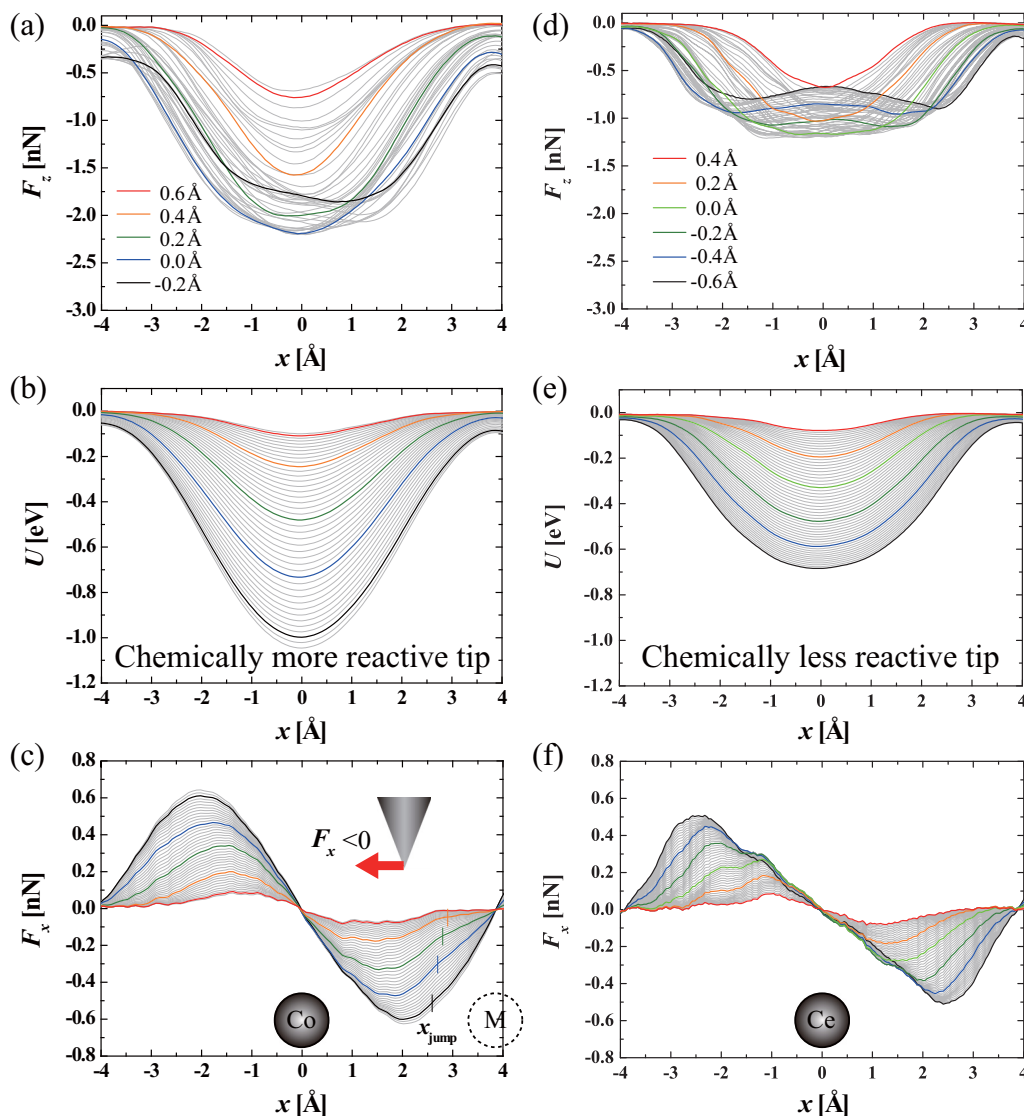 (a)
0.0
-0.5
-1.0
-1.5
-2.0
-2.5
-3.0
F_z [nN]
0.6Å
0.4Å
0.2Å
0.0Å
-0.2Å
-4 -3 -2 -1 0 1 2 3 4
x [Å]
(d)
0.0
-0.5
-1.0
-1.5
-2.0
-2.5
-3.0
F_z [nN]
0.4Å
0.2Å
0.0Å
-0.2Å
-0.4Å
-0.6Å
-4 -3 -2 -1 0 1 2 3 4
x [Å]
(b)
0.0
-0.2
-0.4
-0.6
-0.8
-1.0
-1.2
U [eV]
Chemically more reactive tip
-4 -3 -2 -1 0 1 2 3 4
x [Å]
(e)
0.0
-0.2
-0.4
-0.6
-0.8
-1.0
-1.2
U [eV]
Chemically less reactive tip
-4 -3 -2 -1 0 1 2 3 4
x [Å]
(c)
0.8
0.6
0.4
0.2
0.0
-0.2
-0.4
-0.6
-0.8
F_x [nN]
F_x <0
Co
x_jump
M
-4 -3 -2 -1 0 1 2 3 4
x [Å]
(f)
0.6
0.4
0.2
0.0
-0.2
-0.4
-0.6
-0.8
F_x [nN]
Ce
-4 -3 -2 -1 0 1 2 3 4
x [Å]